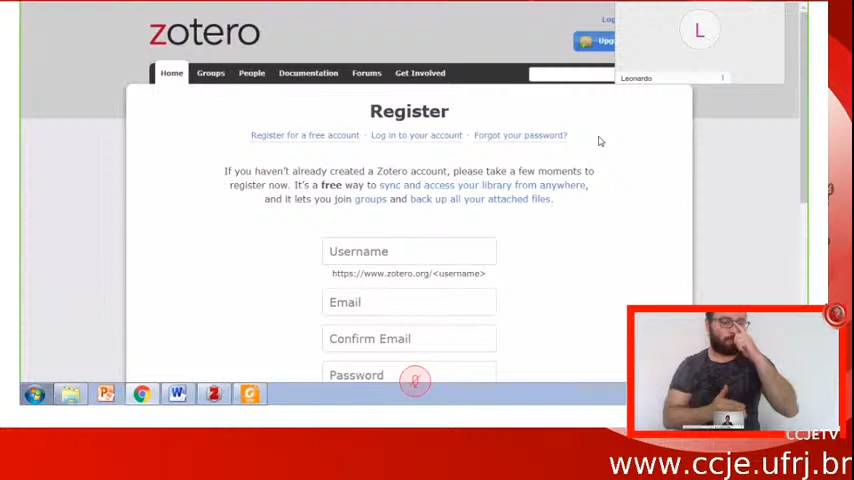 zotero
Log
Upg
L
Leonardo
Home Groups People Documentation Forums Get Involved
Register
Register for a free account · Log in to your account · Forgot your password?
If you haven't already created a Zotero account, please take a few moments to
register now. It's a free way to sync and access your library from anywhere,
and it lets you join groups and back up all your attached files.
Username
https://www.zotero.org/<username>
Email
Confirm Email
Password
CCJETV
www.ccje.ufrj.br